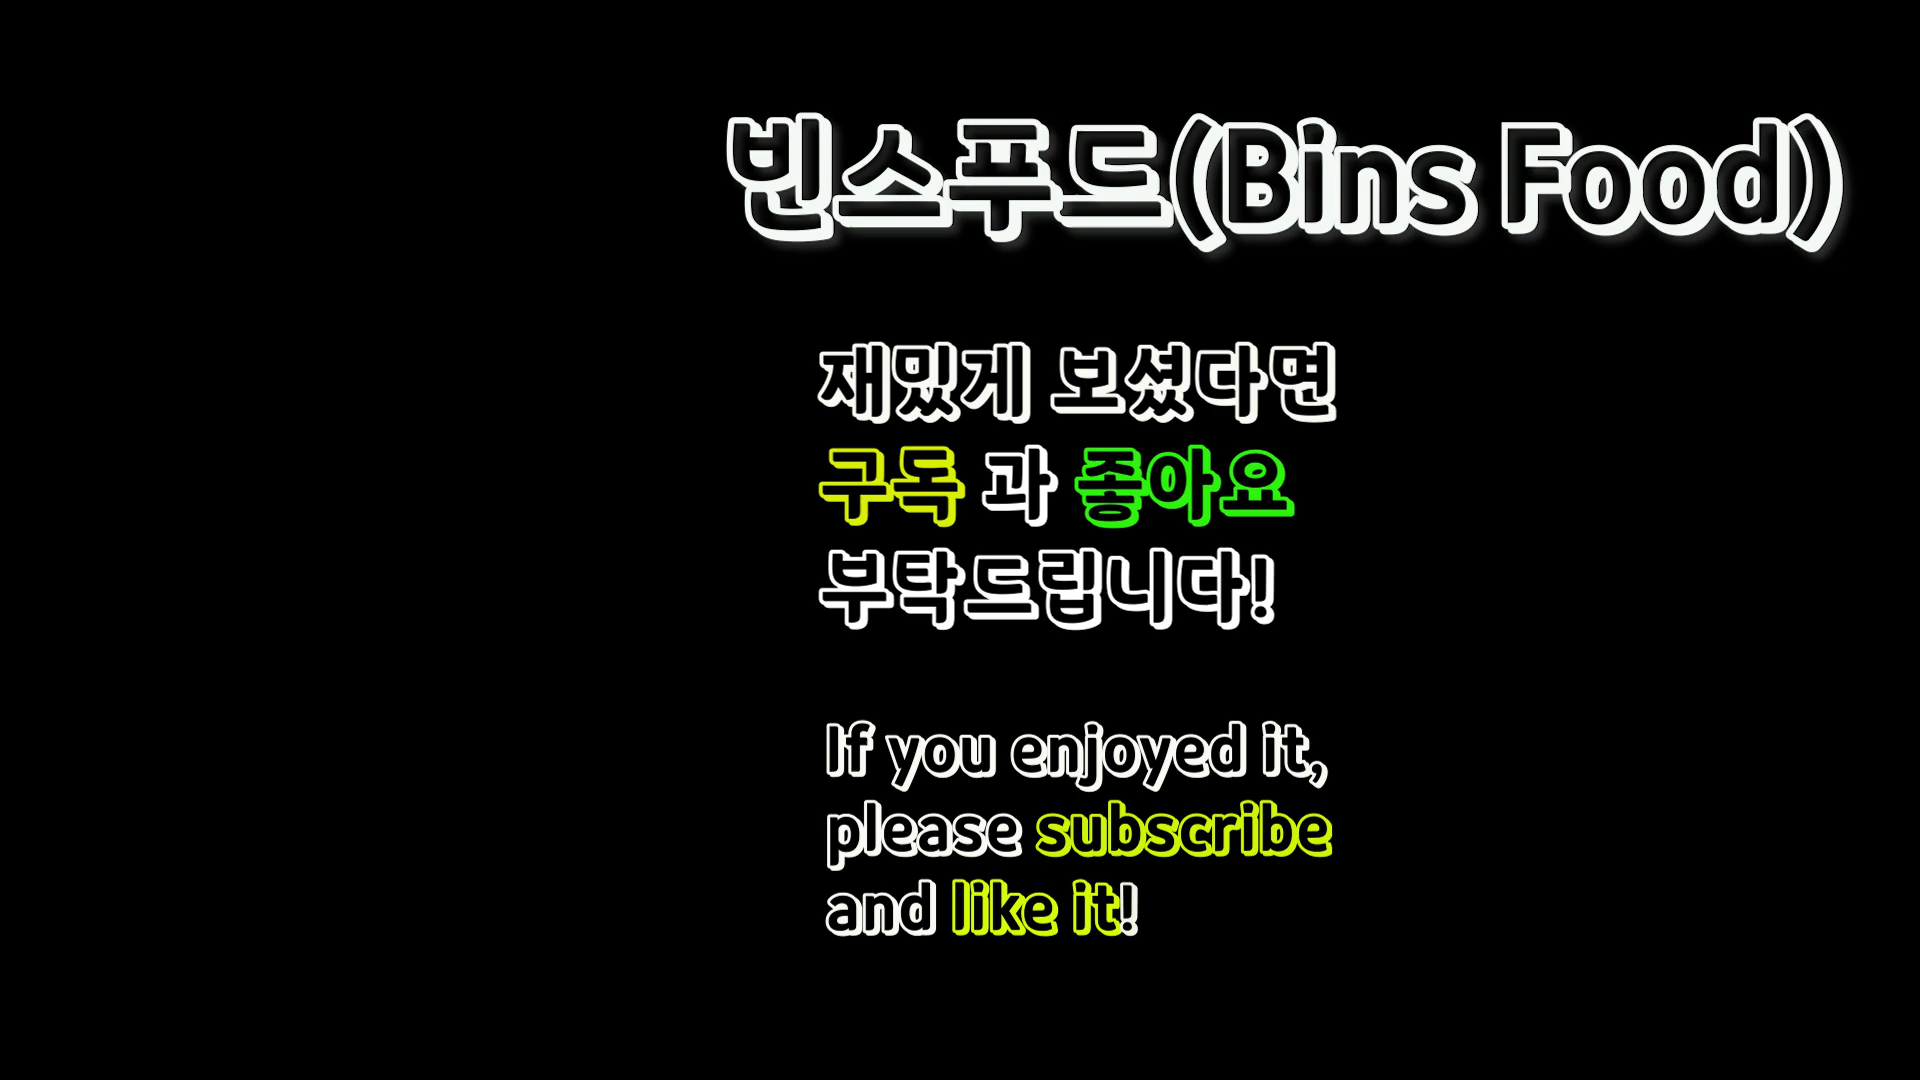 빈스푸드(Bins Food)
재밌게 보셨다면
구독 과 좋아요
부탁드립니다!
If you enjoyed it,
please subscribe
and like it!